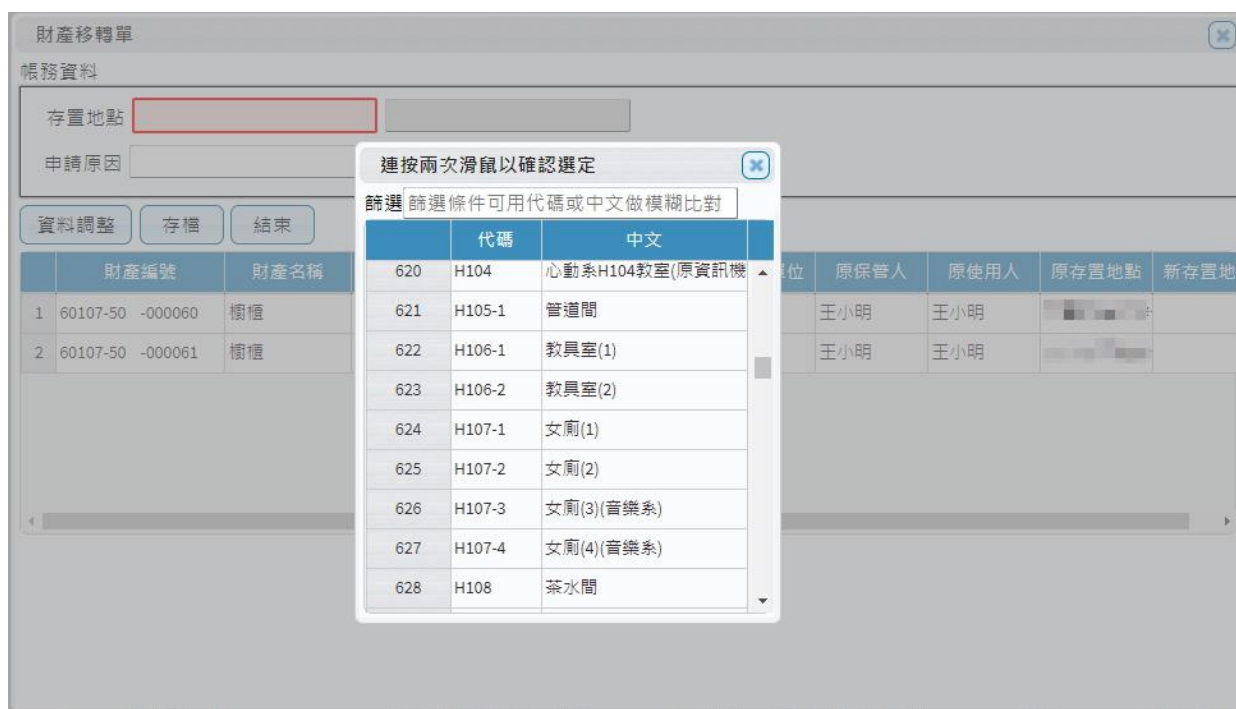 財產移轉單
帳務資料
存置地點
申請原因
資料調整 存檔 結束
財產編號 財產名稱 位 原保管人 原使用人 原存置地點 新存置地
1 60107-50 -000060 櫥櫃 王小明 王小明
2 60107-50 -000061 櫥櫃 王小明 王小明
連按兩次滑鼠以確認選定
篩選 篩選條件可用代碼或中文做模糊比對
代碼 中文
620 H104 心動系H104教室(原資訊機
621 H105-1 管道間
622 H106-1 教具室(1)
623 H106-2 教具室(2)
624 H107-1 女廁(1)
625 H107-2 女廁(2)
626 H107-3 女廁(3)(音樂系)
627 H107-4 女廁(4)(音樂系)
628 H108 茶水間